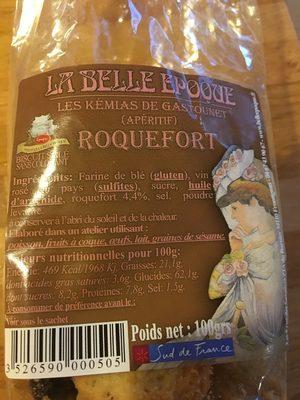 LA BELLE EPOQUE
LES KÉMIAS DE GASTOUNET
(APÉRITIF)
ROQUEFORT
BISCUITS
SANS
Ingrédients: Farine de blé (gluten), vin
rosé pays (sulfites), sucre, huile
d'arachide, roquefort 4,4%, sel, poudre
A conserver à l'abri du soleil et de la chaleur.
Elaboré dans un atelier utilisant :
poisson, fruits à coque, œufs, lait, graines de sésame.
Valeurs nutritionnelles pour 100g:
Energie: 469 Kcal/1968 Kj, Graisses: 21,1g,
dont acides gras saturés: 3,6g, Glucides: 62,1g,
dont sucres: 8,2g, Protéines: 7,8g, Sel: 1,5g.
A consommer de préférence avant le :
Voir sous le sachet
Poids net : 100grs
Sud de France
3 526590 000505